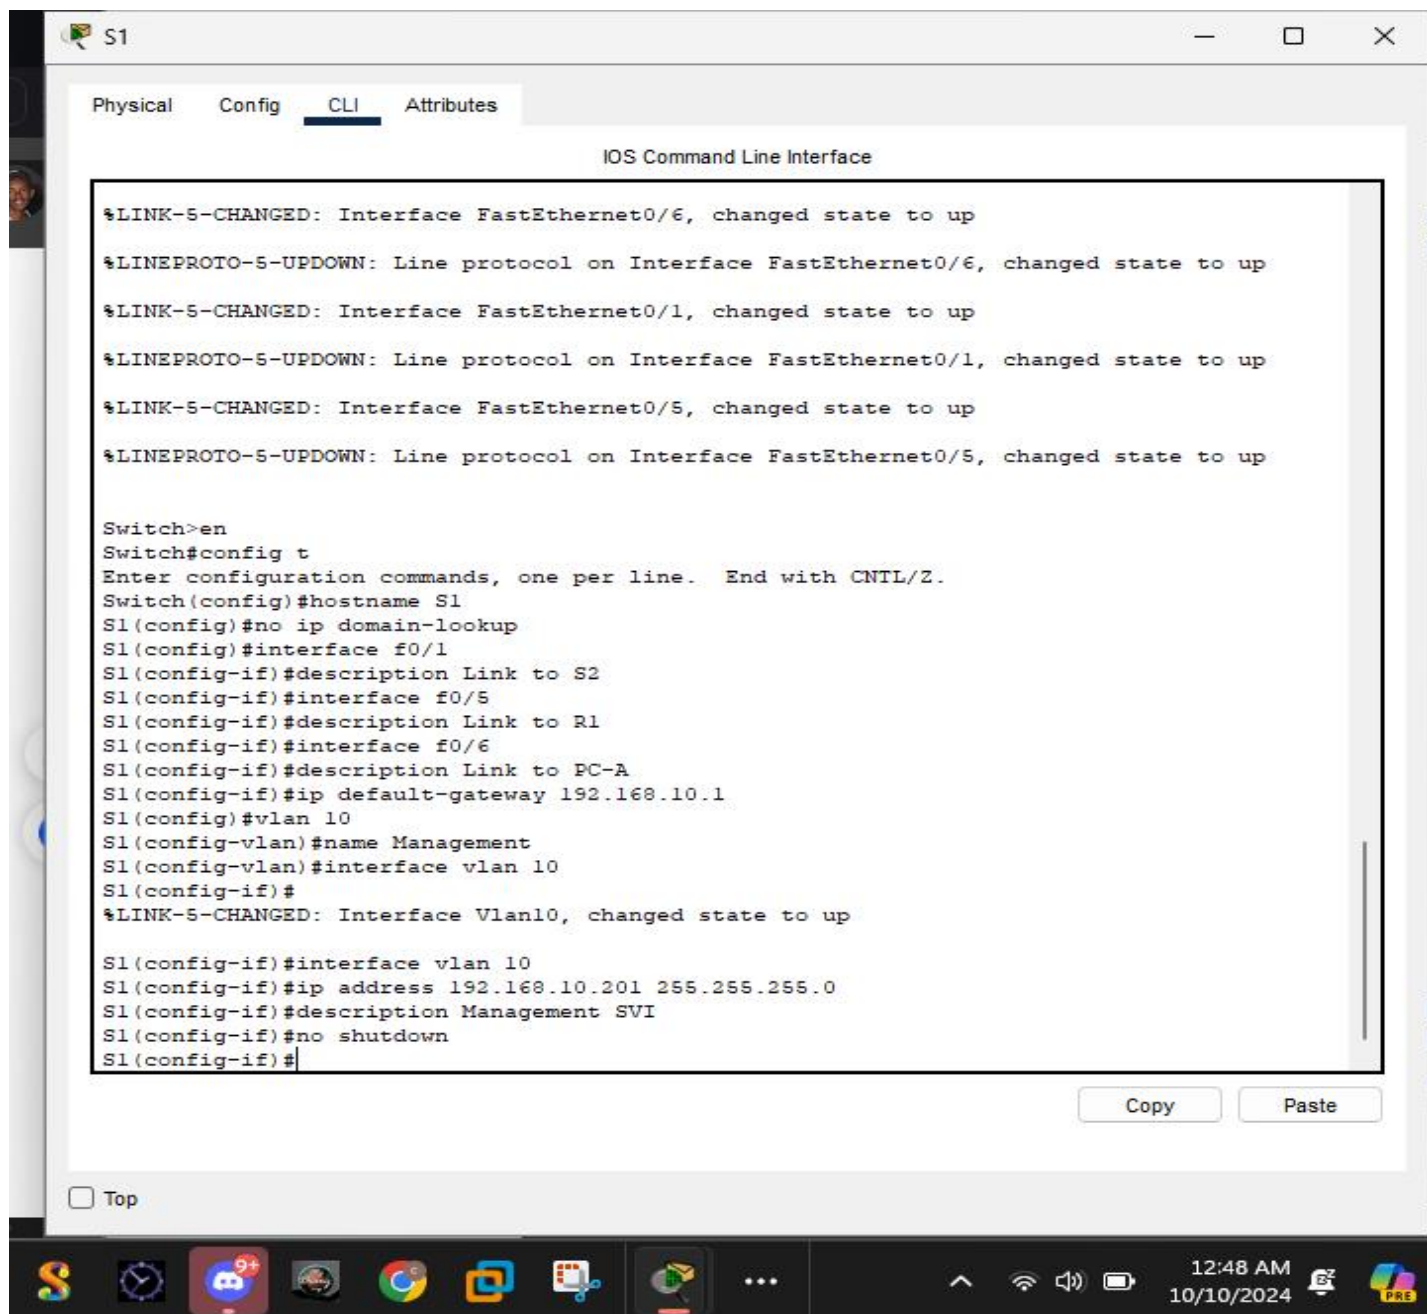 S1
Physical Config CLI Attributes
IOS Command Line Interface
%LINK-5-CHANGED: Interface FastEthernet0/6, changed state to up
%LINEPROTO-5-UPDOWN: Line protocol on Interface FastEthernet0/6, changed state to up
%LINK-5-CHANGED: Interface FastEthernet0/1, changed state to up
%LINEPROTO-5-UPDOWN: Line protocol on Interface FastEthernet0/1, changed state to up
%LINK-5-CHANGED: Interface FastEthernet0/5, changed state to up
%LINEPROTO-5-UPDOWN: Line protocol on Interface FastEthernet0/5, changed state to up
Switch>en
Switch#config t
Enter configuration commands, one per line.  End with CNTL/Z.
Switch(config)#hostname S1
S1(config)#no ip domain-lookup
S1(config)#interface f0/1
S1(config-if)#description Link to S2
S1(config-if)#interface f0/5
S1(config-if)#description Link to R1
S1(config-if)#interface f0/6
S1(config-if)#description Link to PC-A
S1(config-if)#ip default-gateway 192.168.10.1
S1(config)#vlan 10
S1(config-vlan)#name Management
S1(config-vlan)#interface vlan 10
S1(config-if)#
%LINK-5-CHANGED: Interface Vlan10, changed state to up
S1(config-if)#interface vlan 10
S1(config-if)#ip address 192.168.10.201 255.255.255.0
S1(config-if)#description Management SVI
S1(config-if)#no shutdown
S1(config-if)#
Copy Paste
Top
9+
12:48 AM
10/10/2024
PRE